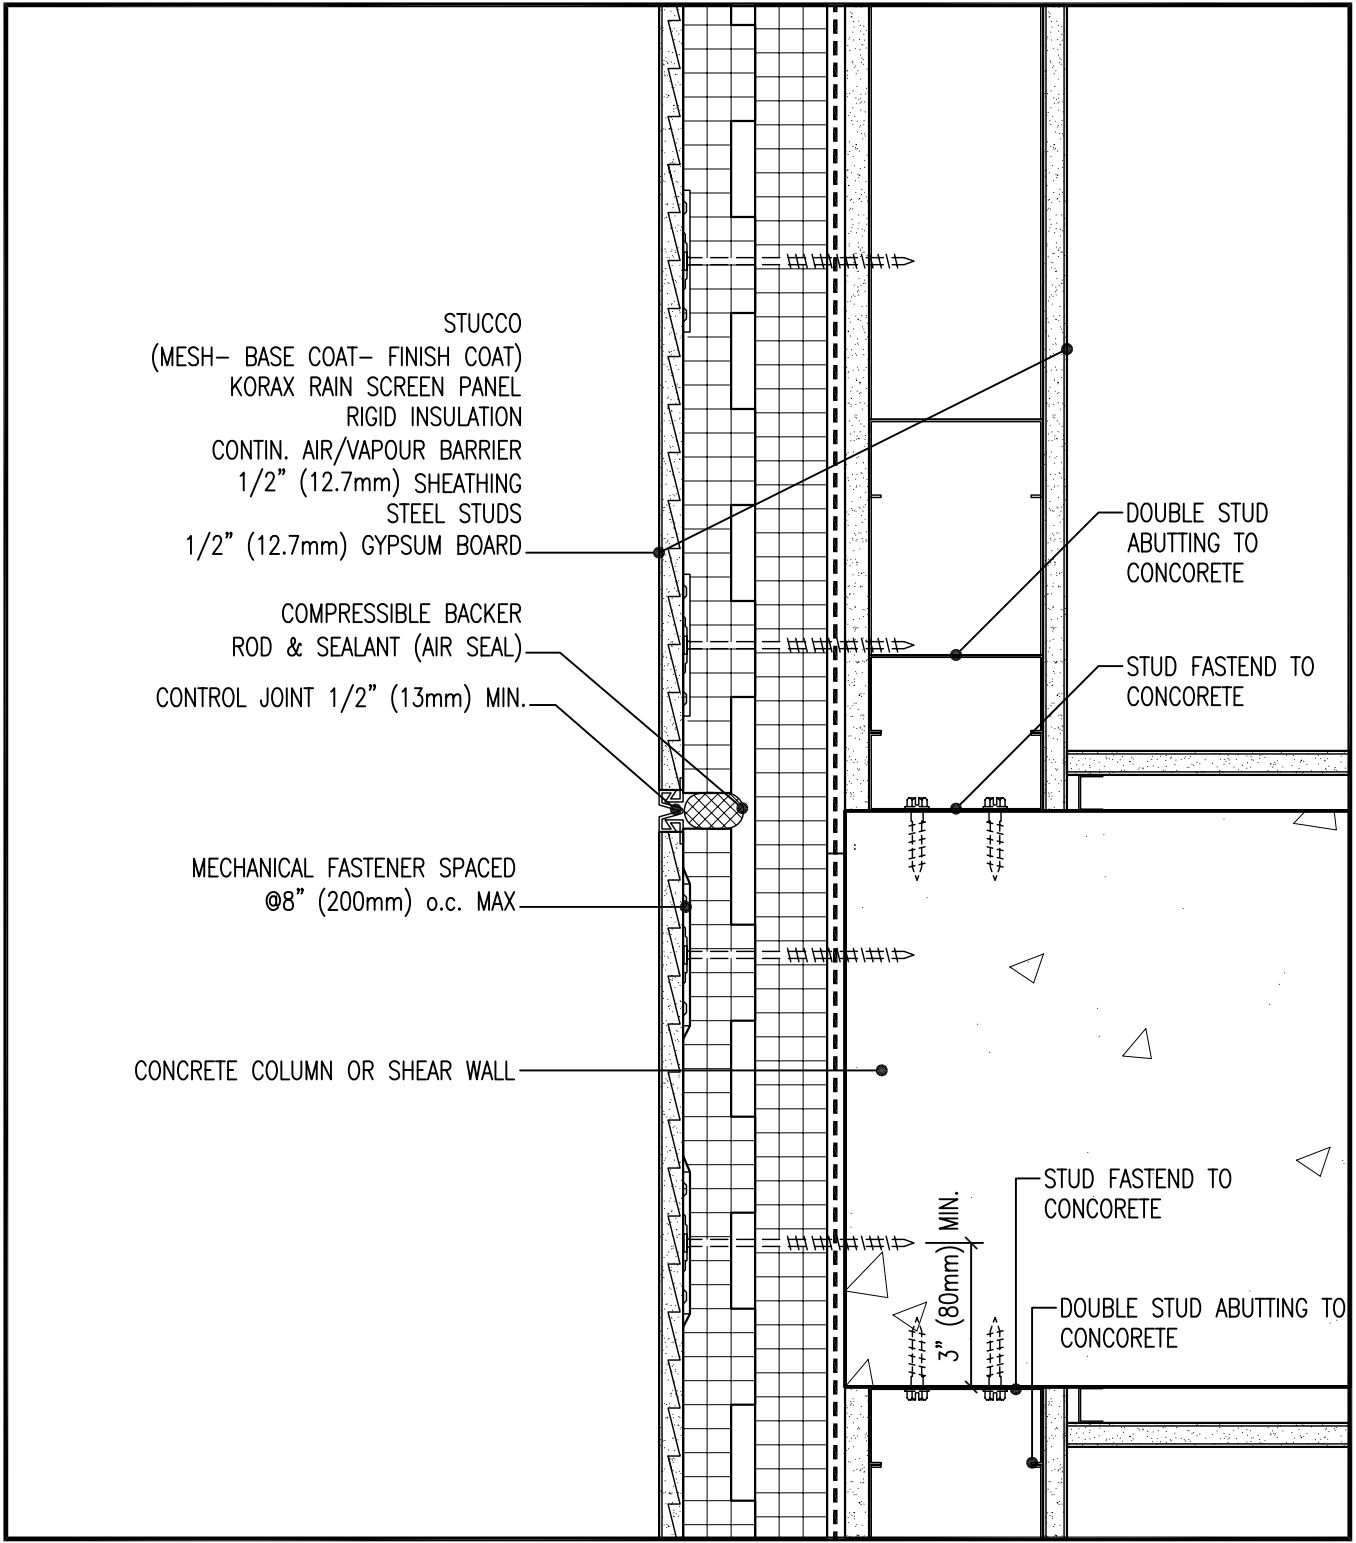 STUCCO
(MESH– BASE COAT– FINISH COAT)
KORAX RAIN SCREEN PANEL
RIGID INSULATION
CONTIN. AIR/VAPOUR BARRIER
1/2" (12.7mm) SHEATHING
STEEL STUDS
1/2" (12.7mm) GYPSUM BOARD
COMPRESSIBLE BACKER
ROD & SEALANT (AIR SEAL)
CONTROL JOINT 1/2" (13mm) MIN.
MECHANICAL FASTENER SPACED
@8" (200mm) o.c. MAX
CONCRETE COLUMN OR SHEAR WALL
DOUBLE STUD
ABUTTING TO
CONCORETE
STUD FASTEND TO
CONCORETE
STUD FASTEND TO
CONCORETE
3" (80mm) MIN.
DOUBLE STUD ABUTTING TO
CONCORETE